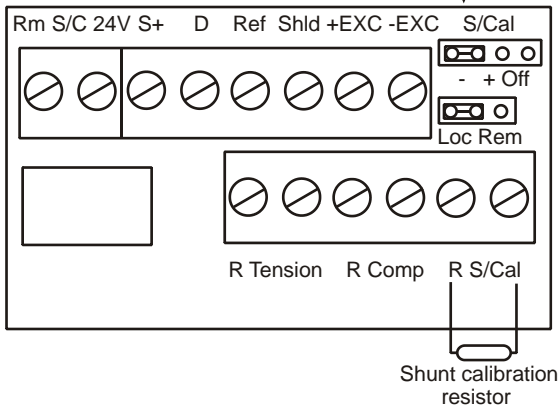 Rm S/C 24V S+ D Ref Shld +EXC -EXC S/Cal
- + Off
Loc Rem
R Tension R Comp R S/Cal
Shunt calibration
resistor